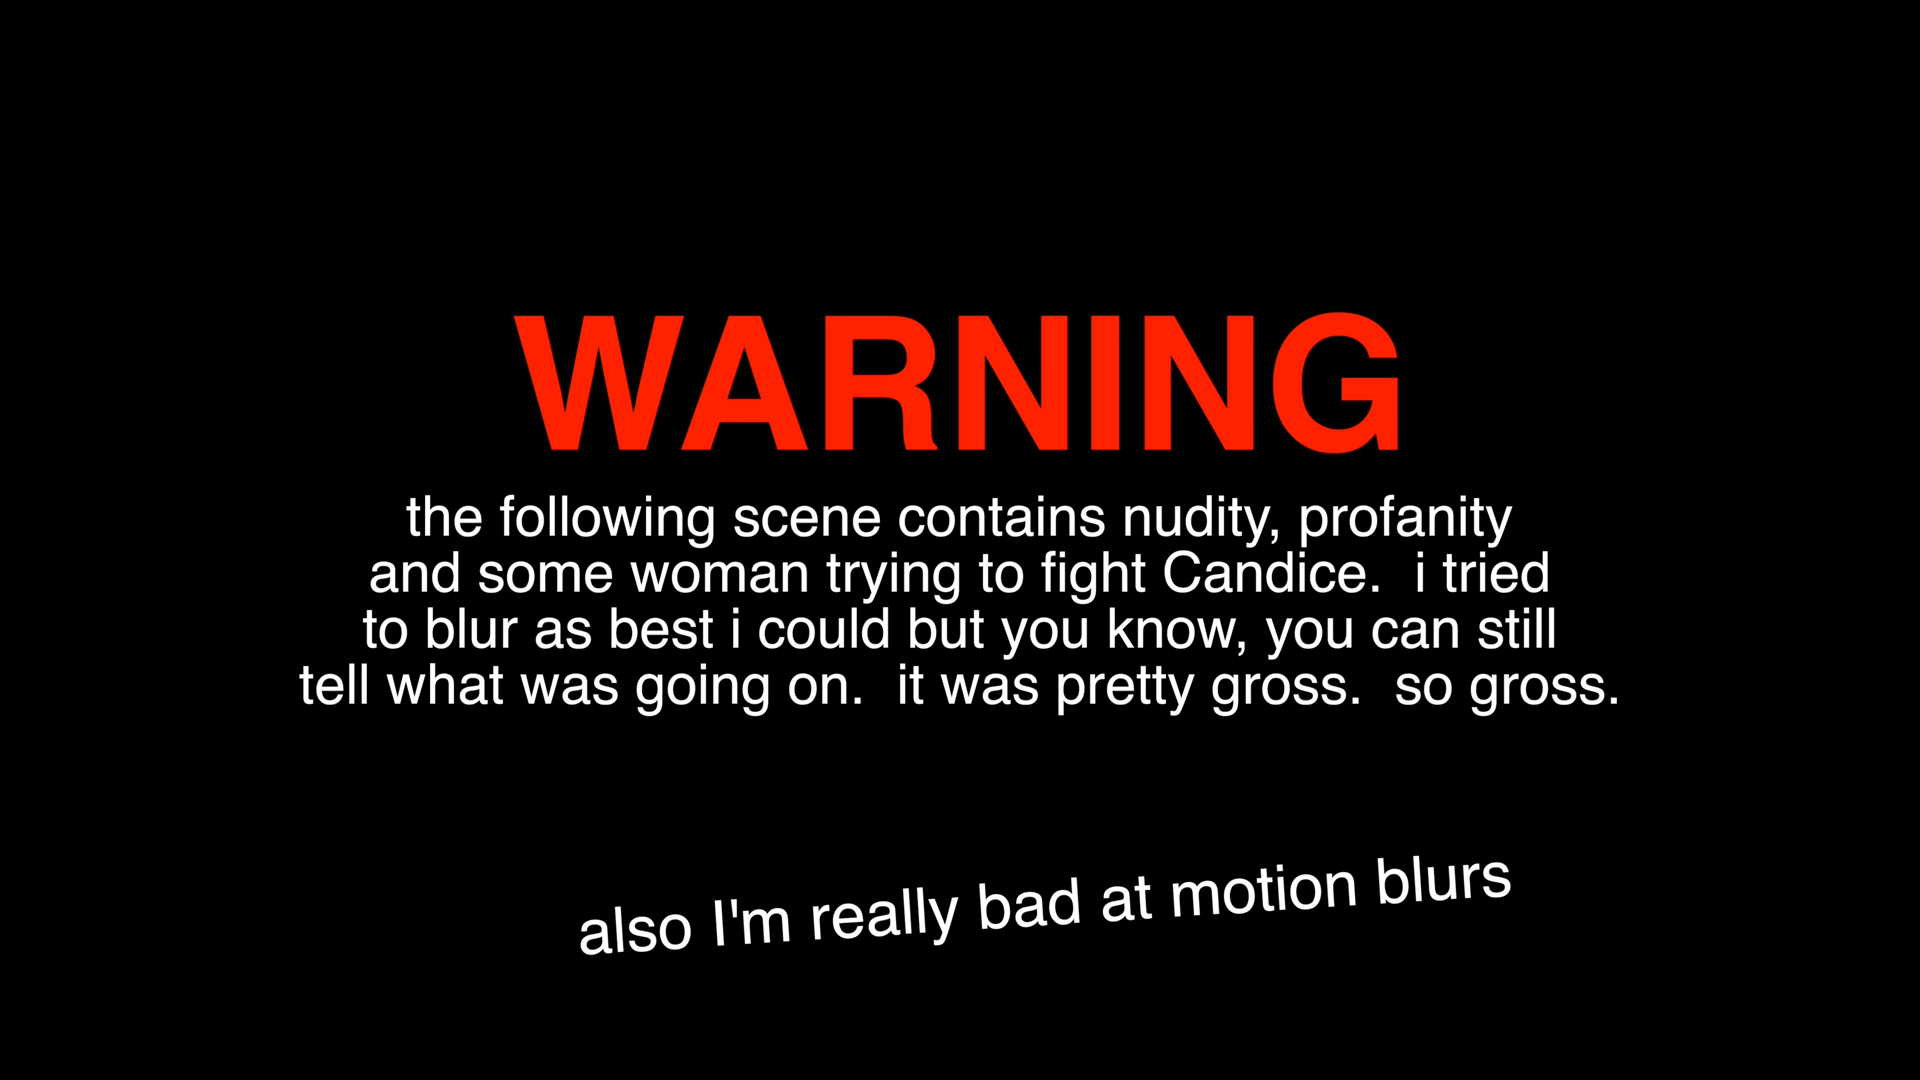 WARNING
the following scene contains nudity, profanity
and some woman trying to fight Candice.  i tried
to blur as best i could but you know, you can still
tell what was going on.  it was pretty gross.  so gross.
also I'm really bad at motion blurs